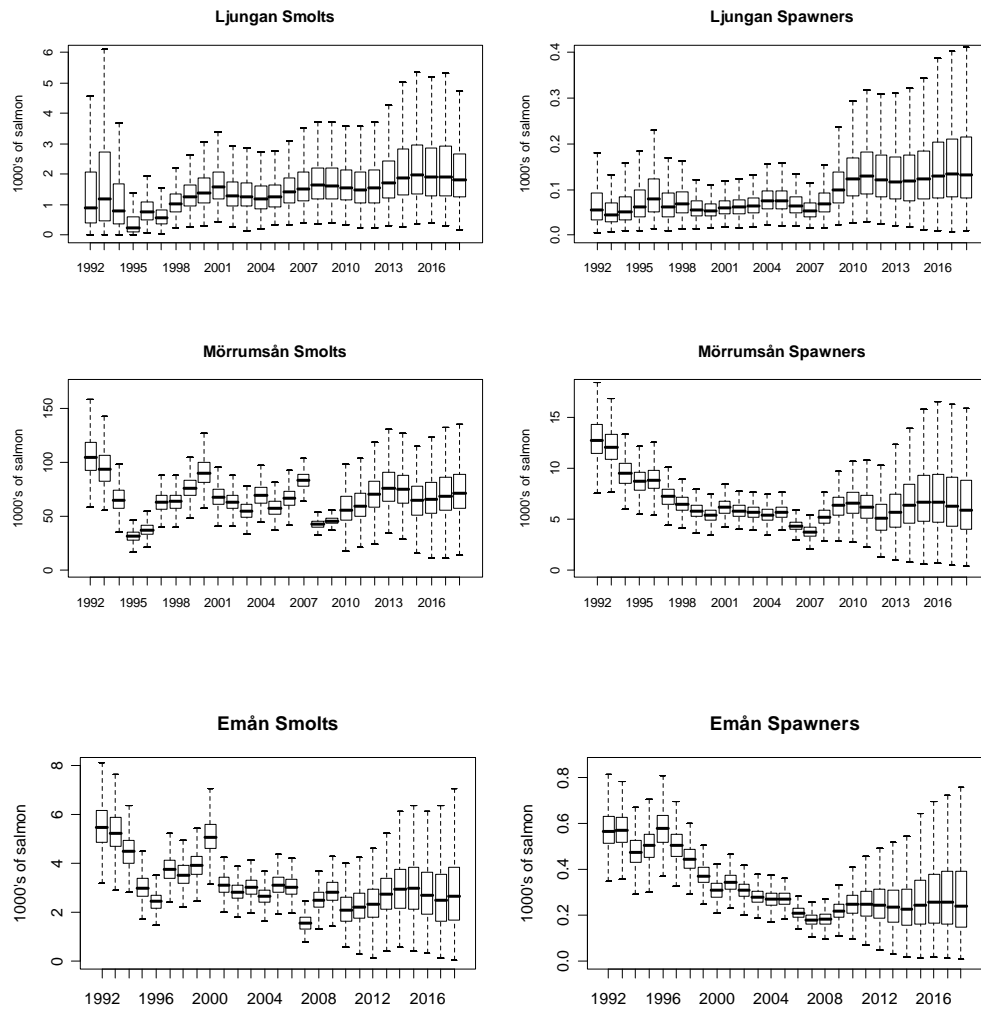 Ljungan Smolts
1000's of salmon
0 1 2 3 4 5 6
1992 1995 1998 2001 2004 2007 2010 2013 2016
Ljungan Spawners
1000's of salmon
0.0 0.1 0.2 0.3 0.4
1992 1995 1998 2001 2004 2007 2010 2013 2016
Mörrumsån Smolts
1000's of salmon
0 50 100 150
1992 1995 1998 2001 2004 2007 2010 2013 2016
Mörrumsån Spawners
1000's of salmon
0 5 10 15
1992 1995 1998 2001 2004 2007 2010 2013 2016
Emån Smolts
1000's of salmon
0 2 4 6 8
1992 1996 2000 2004 2008 2012 2016
Emån Spawners
1000's of salmon
0.0 0.2 0.4 0.6 0.8
1992 1996 2000 2004 2008 2012 2016